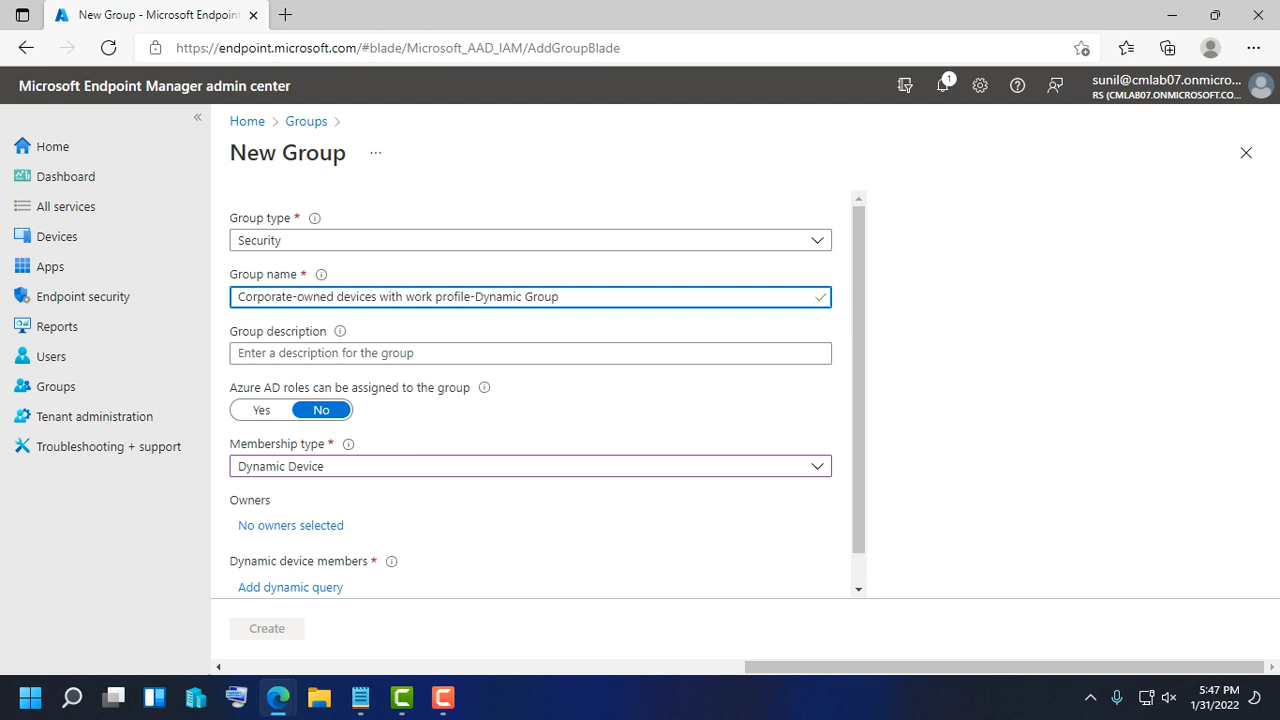 New Group - Microsoft Endpoint
https://endpoint.microsoft.com/#blade/Microsoft_AAD_IAM/AddGroupBlade
Microsoft Endpoint Manager admin center
1
sunil@cmlab07.onmicro...
RS (CMLAB07.ONMICROSOFT.CO...
Home
Dashboard
All services
Devices
Apps
Endpoint security
Reports
Users
Groups
Tenant administration
Troubleshooting + support
Home > Groups >
New Group ...
Group type *
Security
Group name *
Corporate-owned devices with work profile-Dynamic Group
Group description
Enter a description for the group
Azure AD roles can be assigned to the group
Yes No
Membership type *
Dynamic Device
Owners
No owners selected
Dynamic device members *
Add dynamic query
Create
5:47 PM
1/31/2022